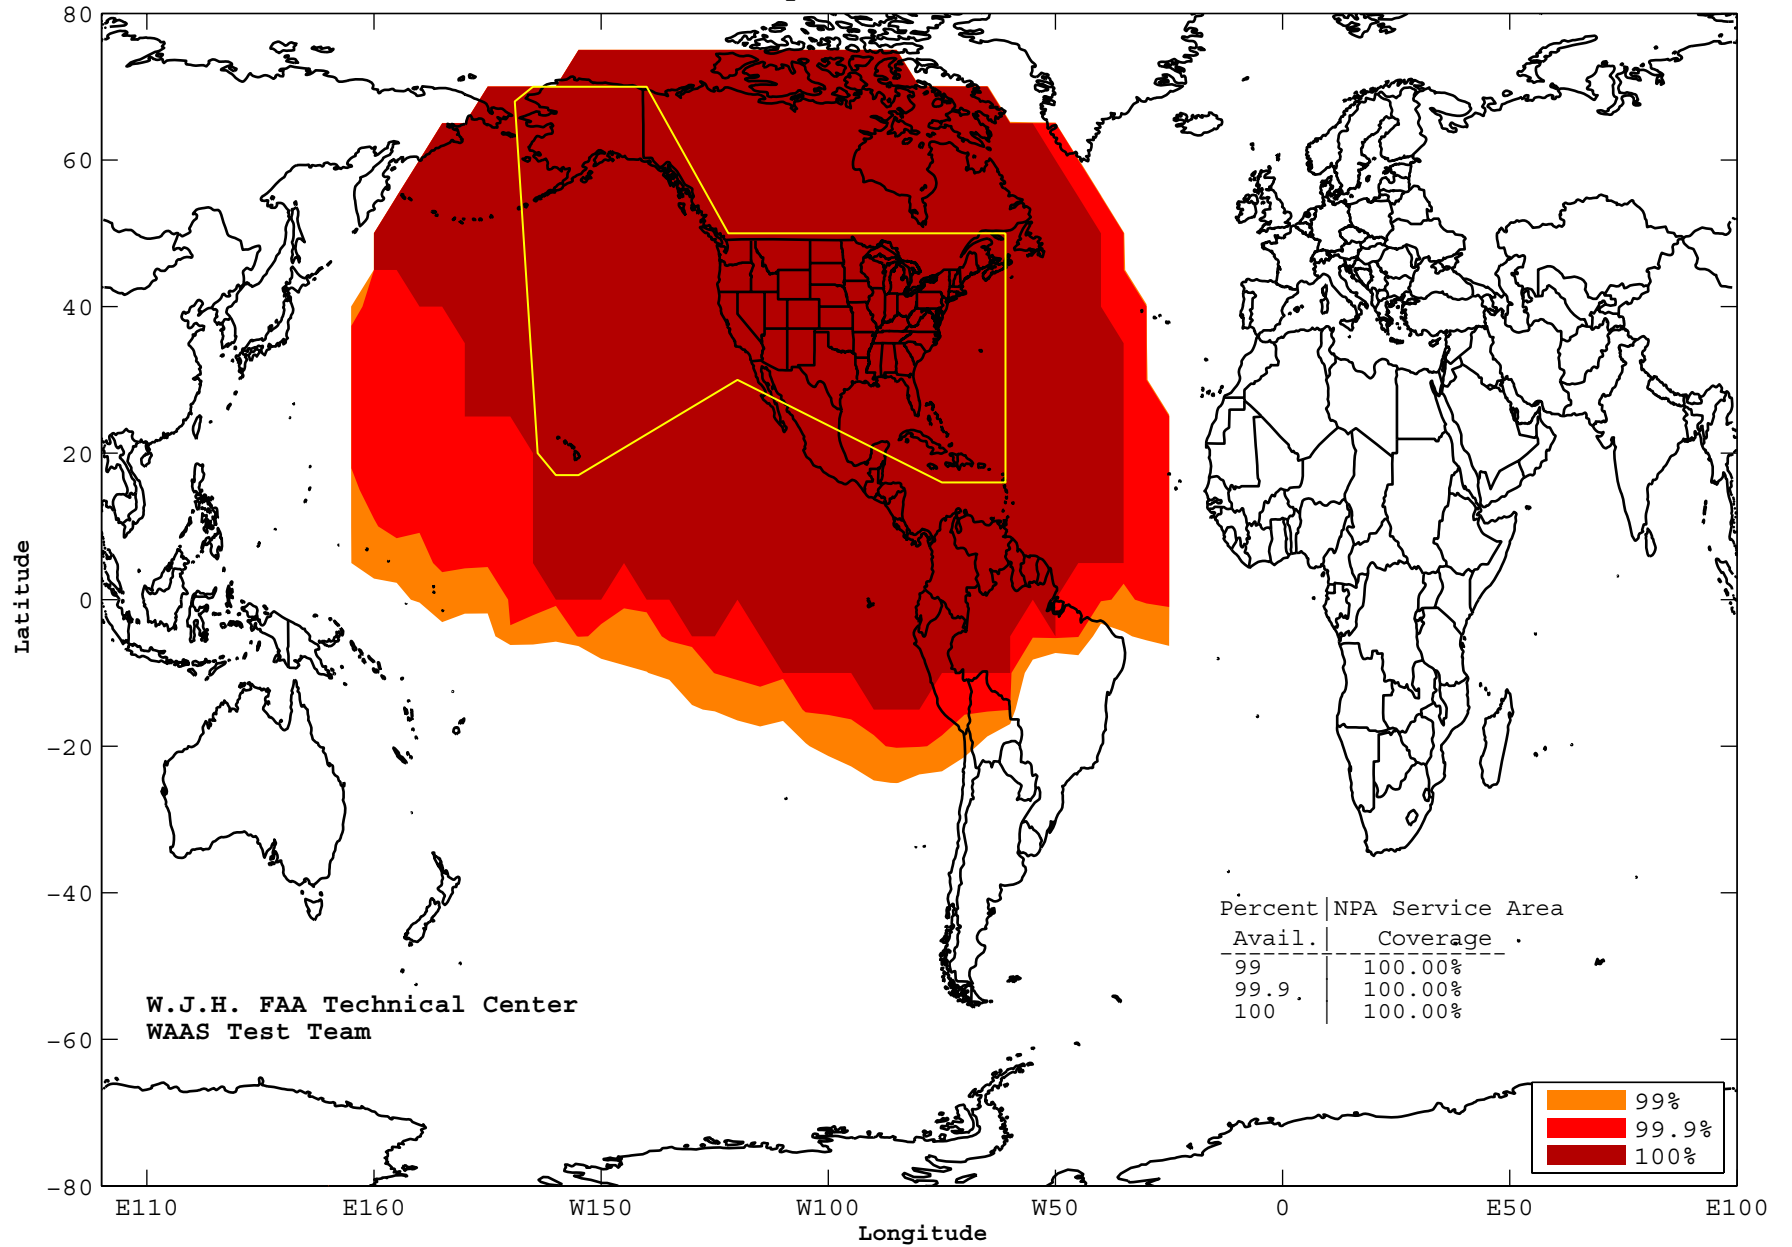 80
60
40
20
0
−20
−40
−60
−80
Latitude
Percent|NPA Service Area
Avail.| Coverage
99 | 100.00%
99.9 | 100.00%
100 | 100.00%
W.J.H. FAA Technical Center
WAAS Test Team
99%
99.9%
100%
E110 E160 W150 W100 W50 0 E50 E100
Longitude